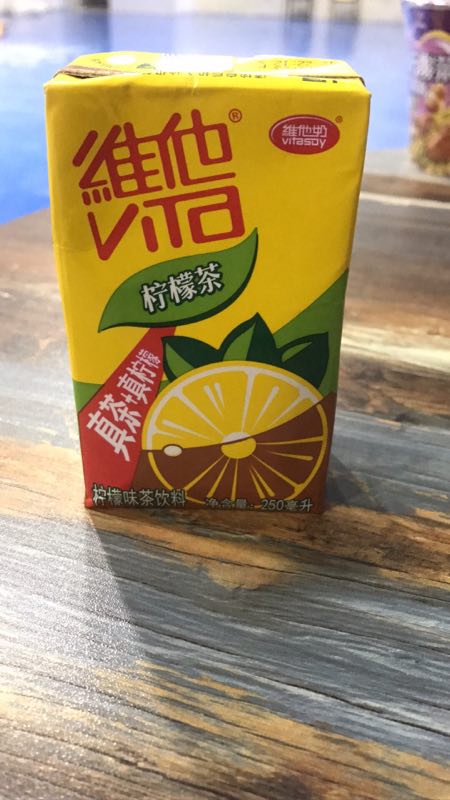 維他®
VITA
維他奶®
VITASOY
柠檬茶
真茶+真柠檬
柠檬味茶饮料
净含量：250毫升